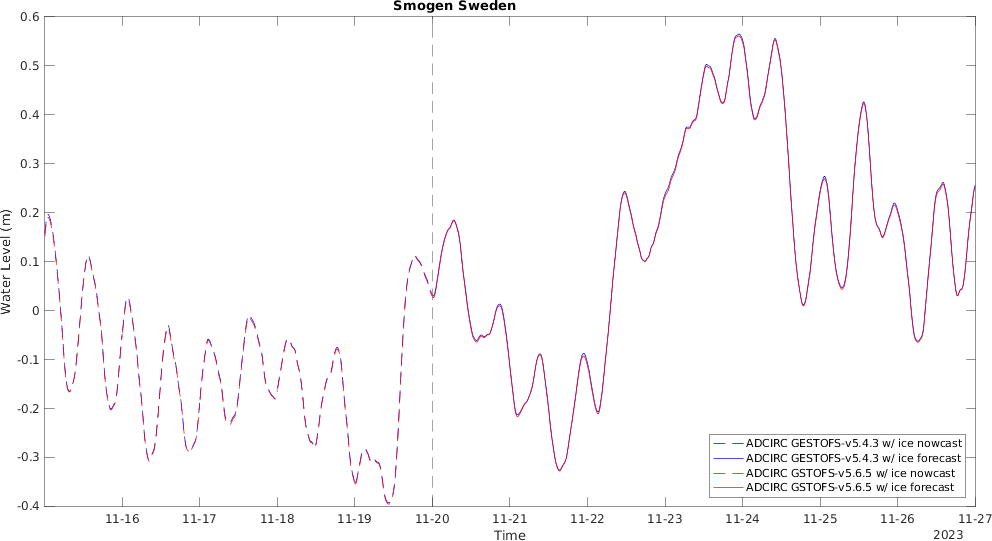 Smogen Sweden
Water Level (m)
0.6
0.5
0.4
0.3
0.2
0.1
0
-0.1
-0.2
-0.3
-0.4
ADCIRC GESTOFS-v5.4.3 w/ ice nowcast
ADCIRC GESTOFS-v5.4.3 w/ ice forecast
ADCIRC GSTOFS-v5.6.5 w/ ice nowcast
ADCIRC GSTOFS-v5.6.5 w/ ice forecast
11-16 11-17 11-18 11-19 11-20 11-21 11-22 11-23 11-24 11-25 11-26 11-27
Time
2023